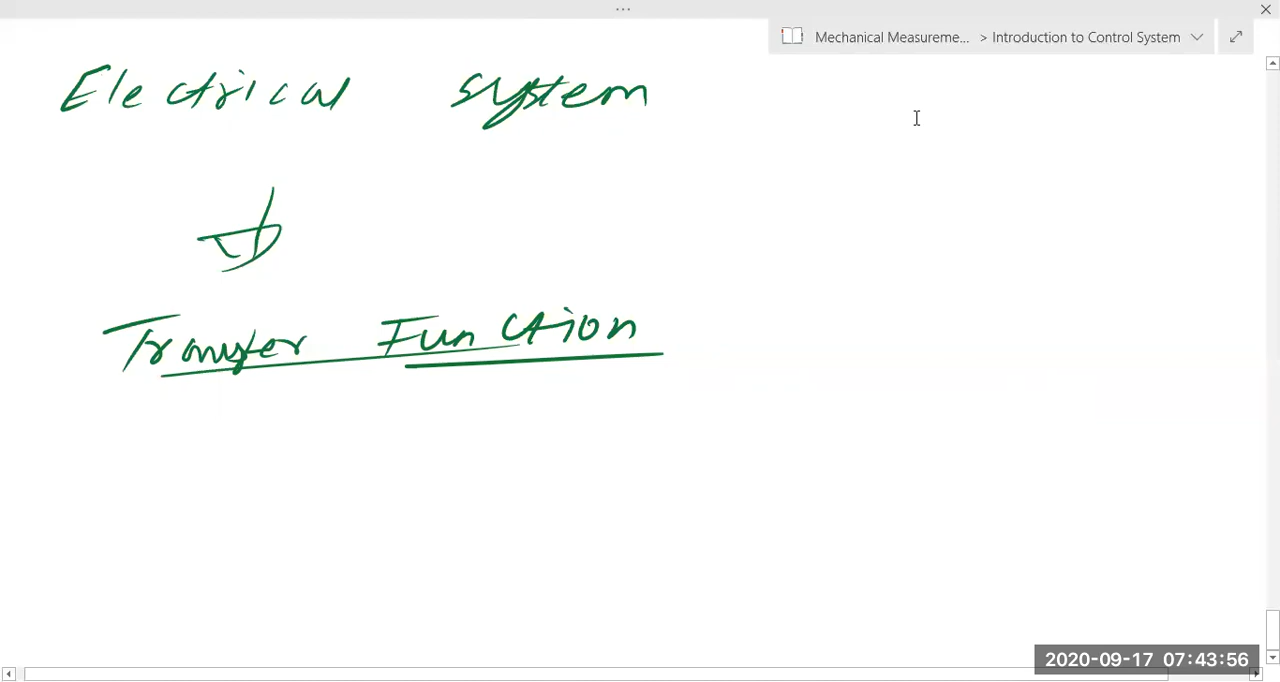 Mechanical Measureme... > Introduction to Control System
Electrical system
Transfer Function
2020-09-17 07:43:56